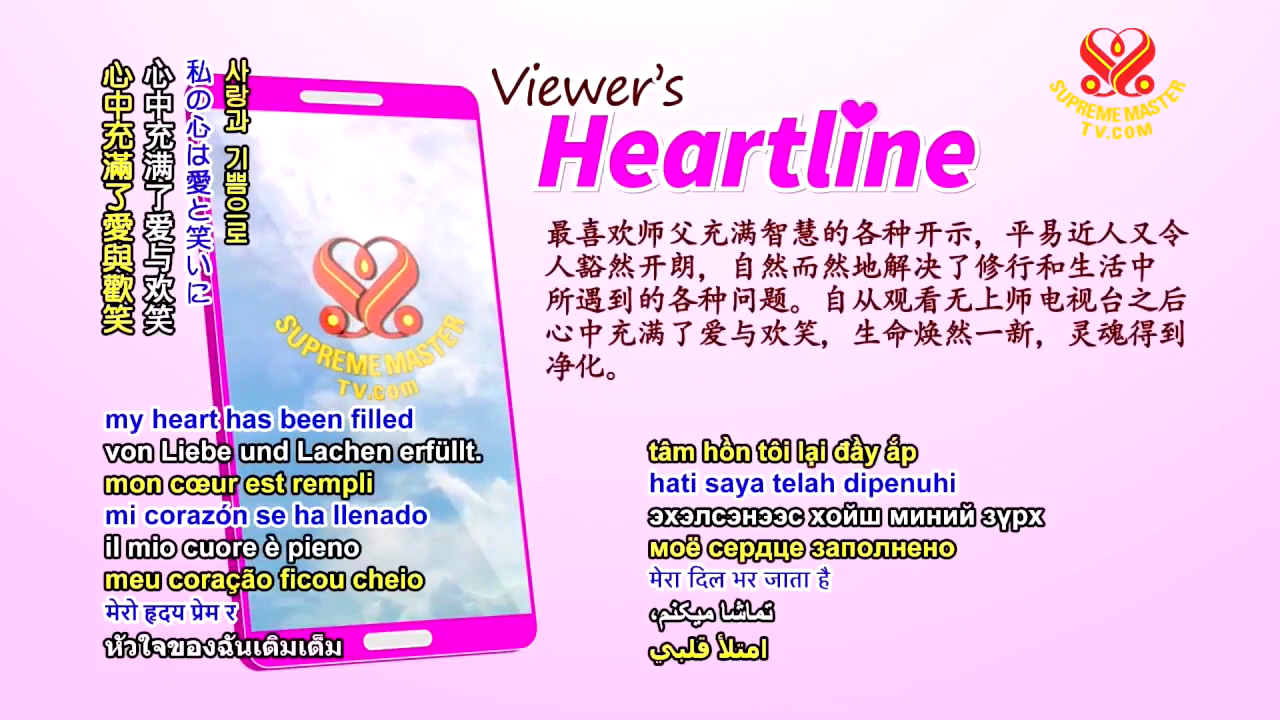 心中充滿了愛與歡笑
心中充满了爱与欢笑
私の心は愛と笑いに
사랑과 기쁨으로
Viewer's
Heartline
SUPREME MASTER
TV.COM
最喜欢师父充满智慧的各种开示，平易近人又令
人豁然开朗，自然而然地解决了修行和生活中
所遇到的各种问题。自从观看无上师电视台之后
心中充满了爱与欢笑，生命焕然一新，灵魂得到
净化。
SUPREME MASTER
TV.COM
my heart has been filled
von Liebe und Lachen erfüllt.
mon cœur est rempli
mi corazón se ha llenado
il mio cuore è pieno
meu coração ficou cheio
मेरो हृदय प्रेम र
หัวใจของฉันเติมเต็ม
tâm hồn tôi lại đầy ắp
hati saya telah dipenuhi
эхэлсэнээс хойш миний зүрх
моё сердце заполнено
मेरा दिल भर जाता है
تماشا میکنم،
امتلأ قلبي